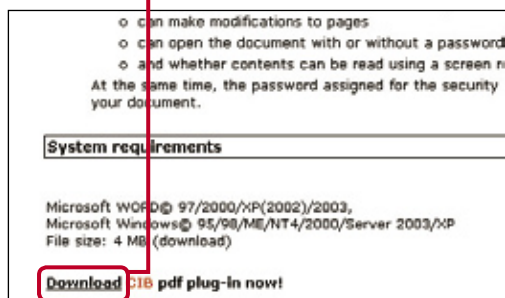 o can make modifications to pages
o can open the document with or without a password
o and whether contents can be read using a screen
At the same time, the password assigned for the security
your document.
System requirements
Microsoft WORD© 97/2000/XP(2002)/2003,
Microsoft Windows© 95/98/ME/NT4/2000/Server 2003/XP
File size: 4 MB (download)
Download CIB pdf plug-in now!